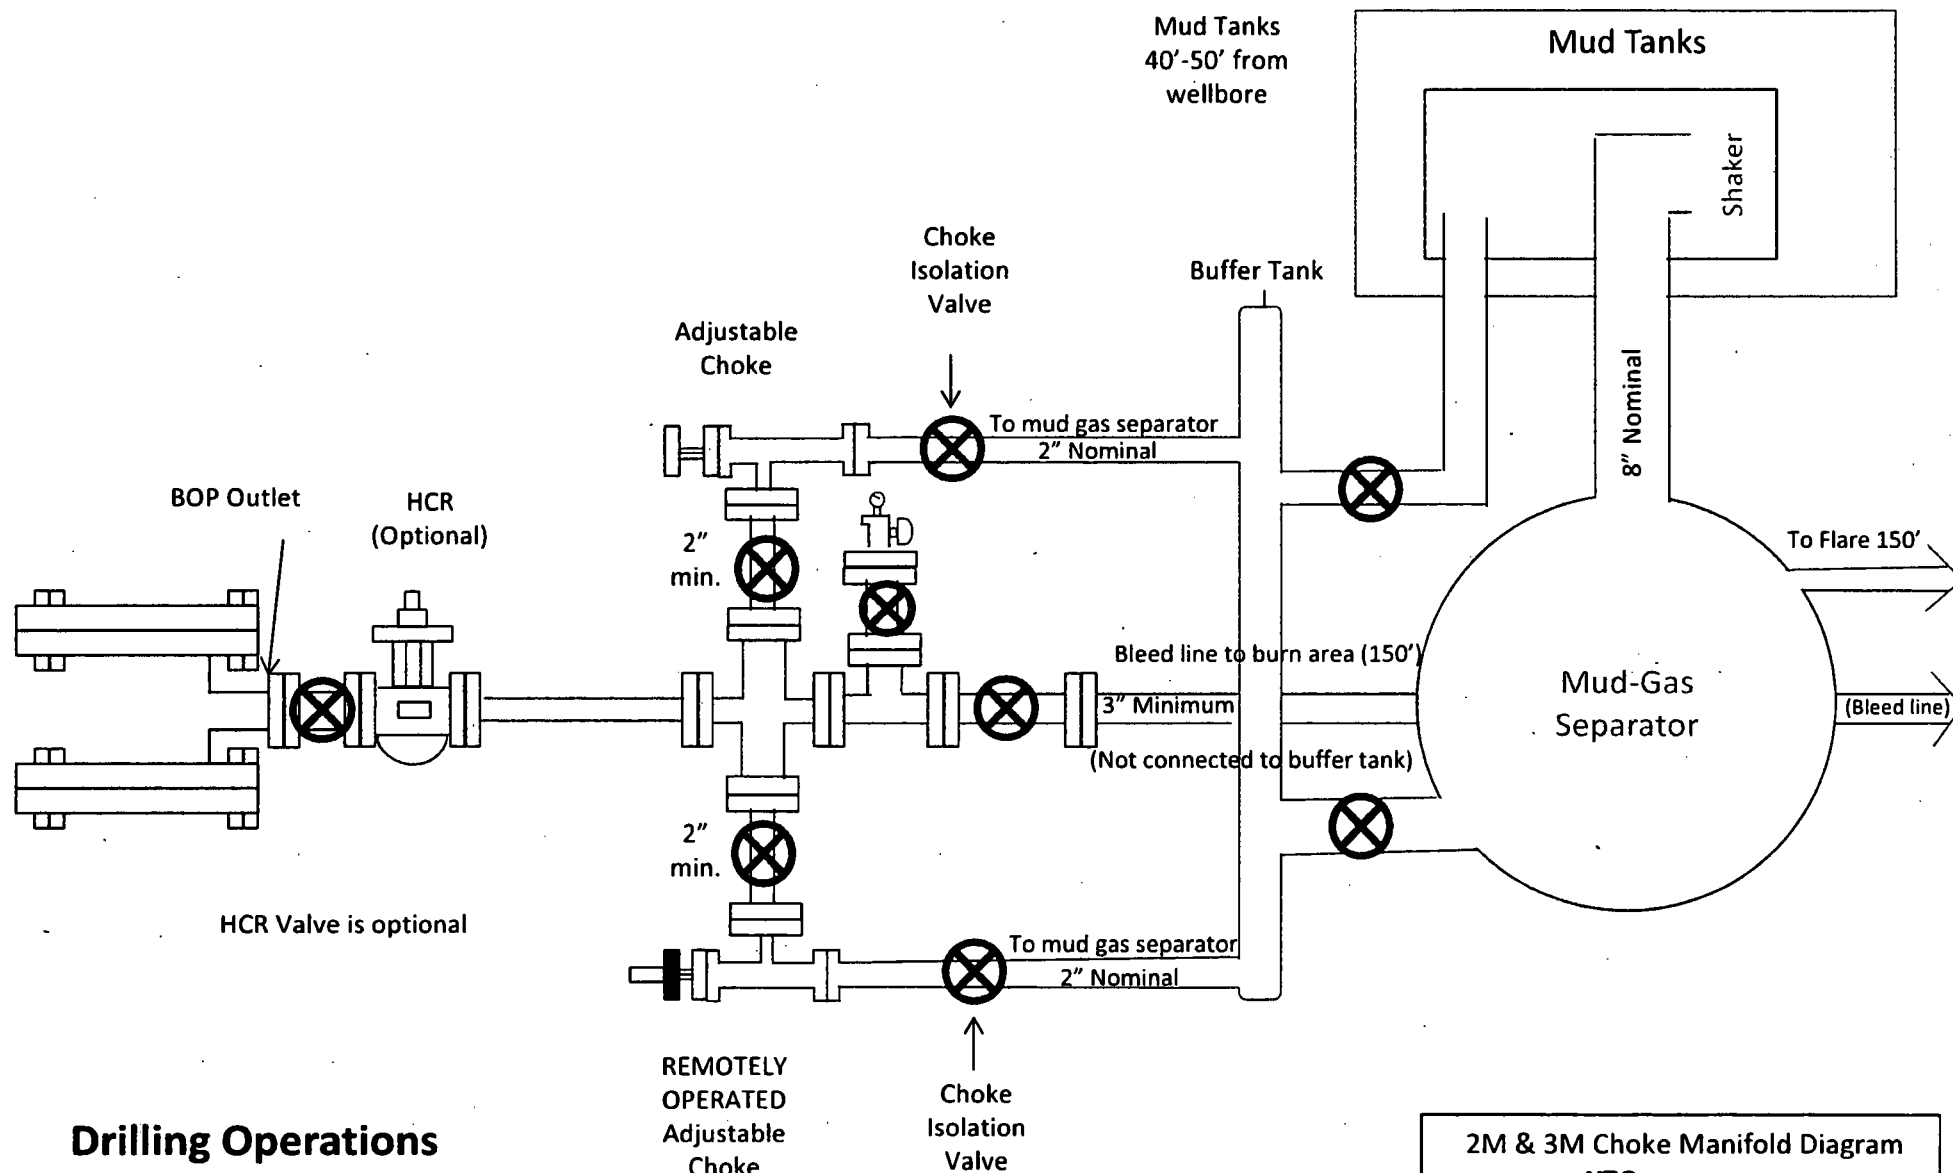 Mud Tanks
40'-50' from
wellbore
Mud Tanks
Shaker
Choke
Isolation
Valve
Buffer Tank
Adjustable
Choke
8" Nominal
To mud gas separator
2" Nominal
BOP Outlet
HCR
(Optional)
2"
min.
To Flare 150'
Bleed line to burn area (150')
3" Minimum
(Not connected to buffer tank)
Mud-Gas
Separator
(Bleed line)
2"
min.
HCR Valve is optional
To mud gas separator
2" Nominal
REMOTELY
OPERATED
Adjustable
Choke
Choke
Isolation
Valve
Drilling Operations
2M & 3M Choke Manifold Diagram